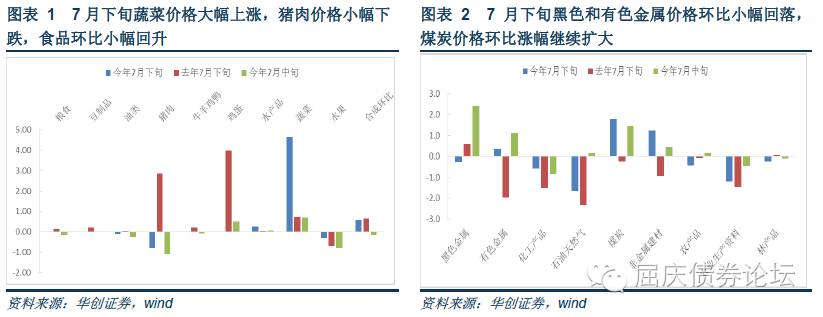 图表 1 7 月下旬蔬菜价格大幅上涨，猪肉价格小幅下
跌，食品环比小幅回升
今年7月下旬 去年7月下旬 今年7月中旬
粮食 豆制品 油类 猪肉 牛羊鸡鸭 鸡蛋 水产品 蔬菜 水果 合成环比
5.00
4.00
3.00
2.00
1.00
0.00
-1.00
-2.00
资料来源：华创证券，wind
图表 2 7 月下旬黑色和有色金属价格环比小幅回落，
煤炭价格环比涨幅继续扩大
今年7月下旬 去年7月下旬 今年7月中旬
3.0
2.0
1.0
0.0
-1.0
-2.0
-3.0
黑色金属 有色金属 化工产品 石油天然气 煤炭 非金属建材 农产品 生产资料 林产品
屈庆债券论坛
资料来源：华创证券，wind